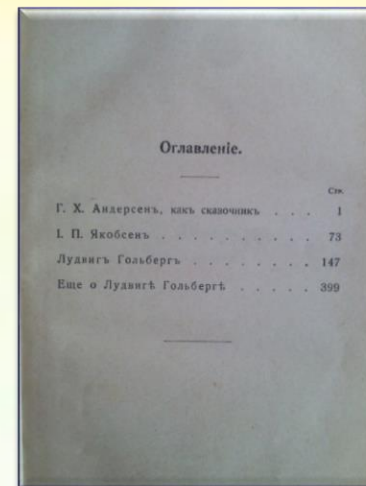 Оглавленіе.
Стр.
Г. Х. Андерсенъ, какъ сказочникъ . . . 1
І. П. Якобсенъ . . . . . . . . . . 73
Лудвигъ Гольбергъ . . . . . . . . 147
Еще о Лудвигѣ Гольбергѣ . . . . . 399